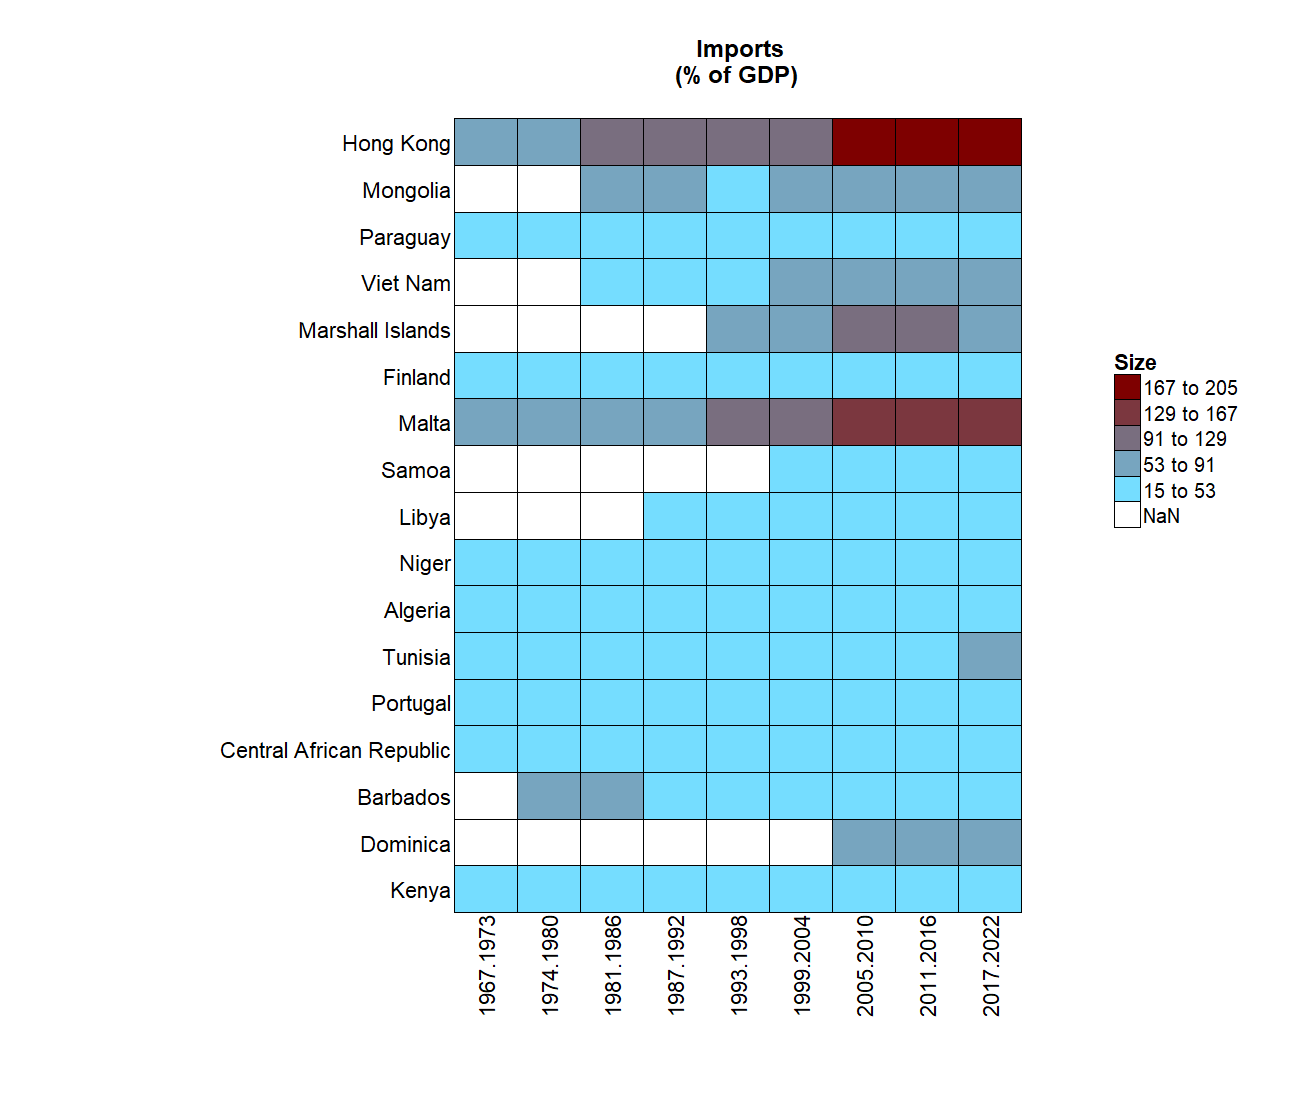 Imports
(% of GDP)
Hong Kong
Mongolia
Paraguay
Viet Nam
Marshall Islands
Finland
Malta
Samoa
Libya
Niger
Algeria
Tunisia
Portugal
Central African Republic
Barbados
Dominica
Kenya
1967.1973
1974.1980
1981.1986
1987.1992
1993.1998
1999.2004
2005.2010
2011.2016
2017.2022
Size
167 to 205
129 to 167
91 to 129
53 to 91
15 to 53
NaN